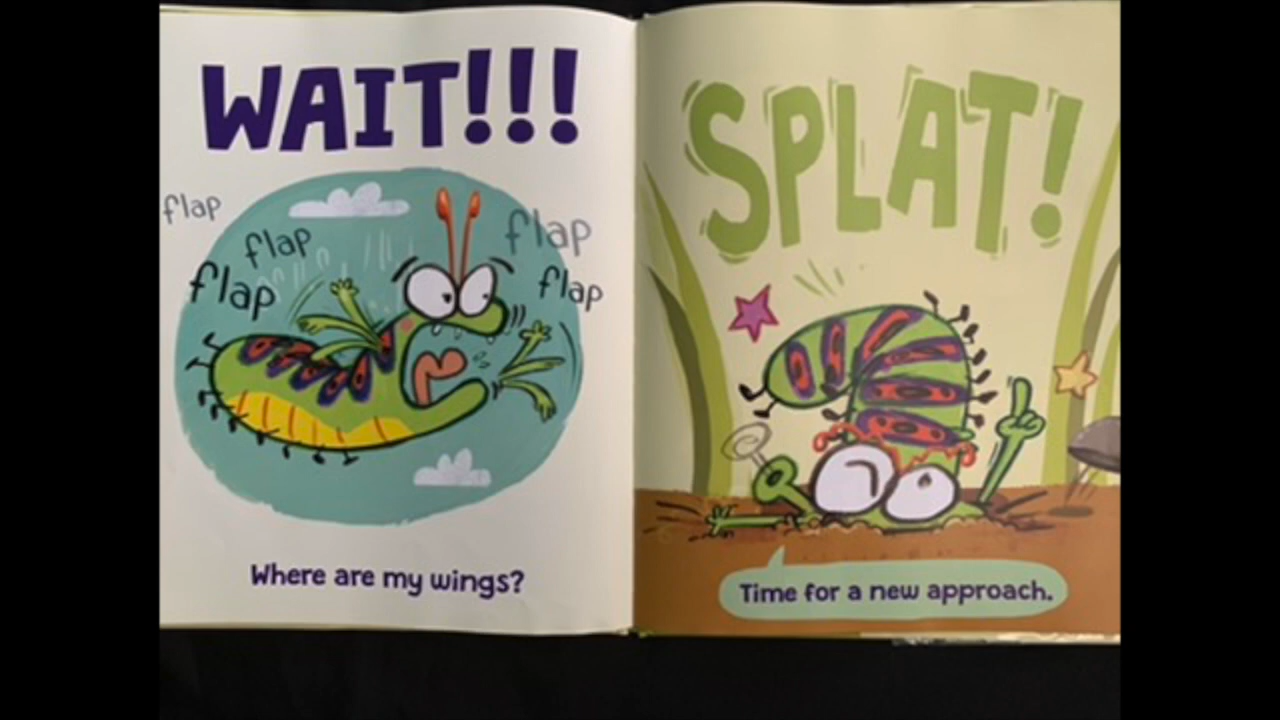 WAIT!!!
flap
flap
flap
flap
flap
Where are my wings?
SPLAT!
Time for a new approach.